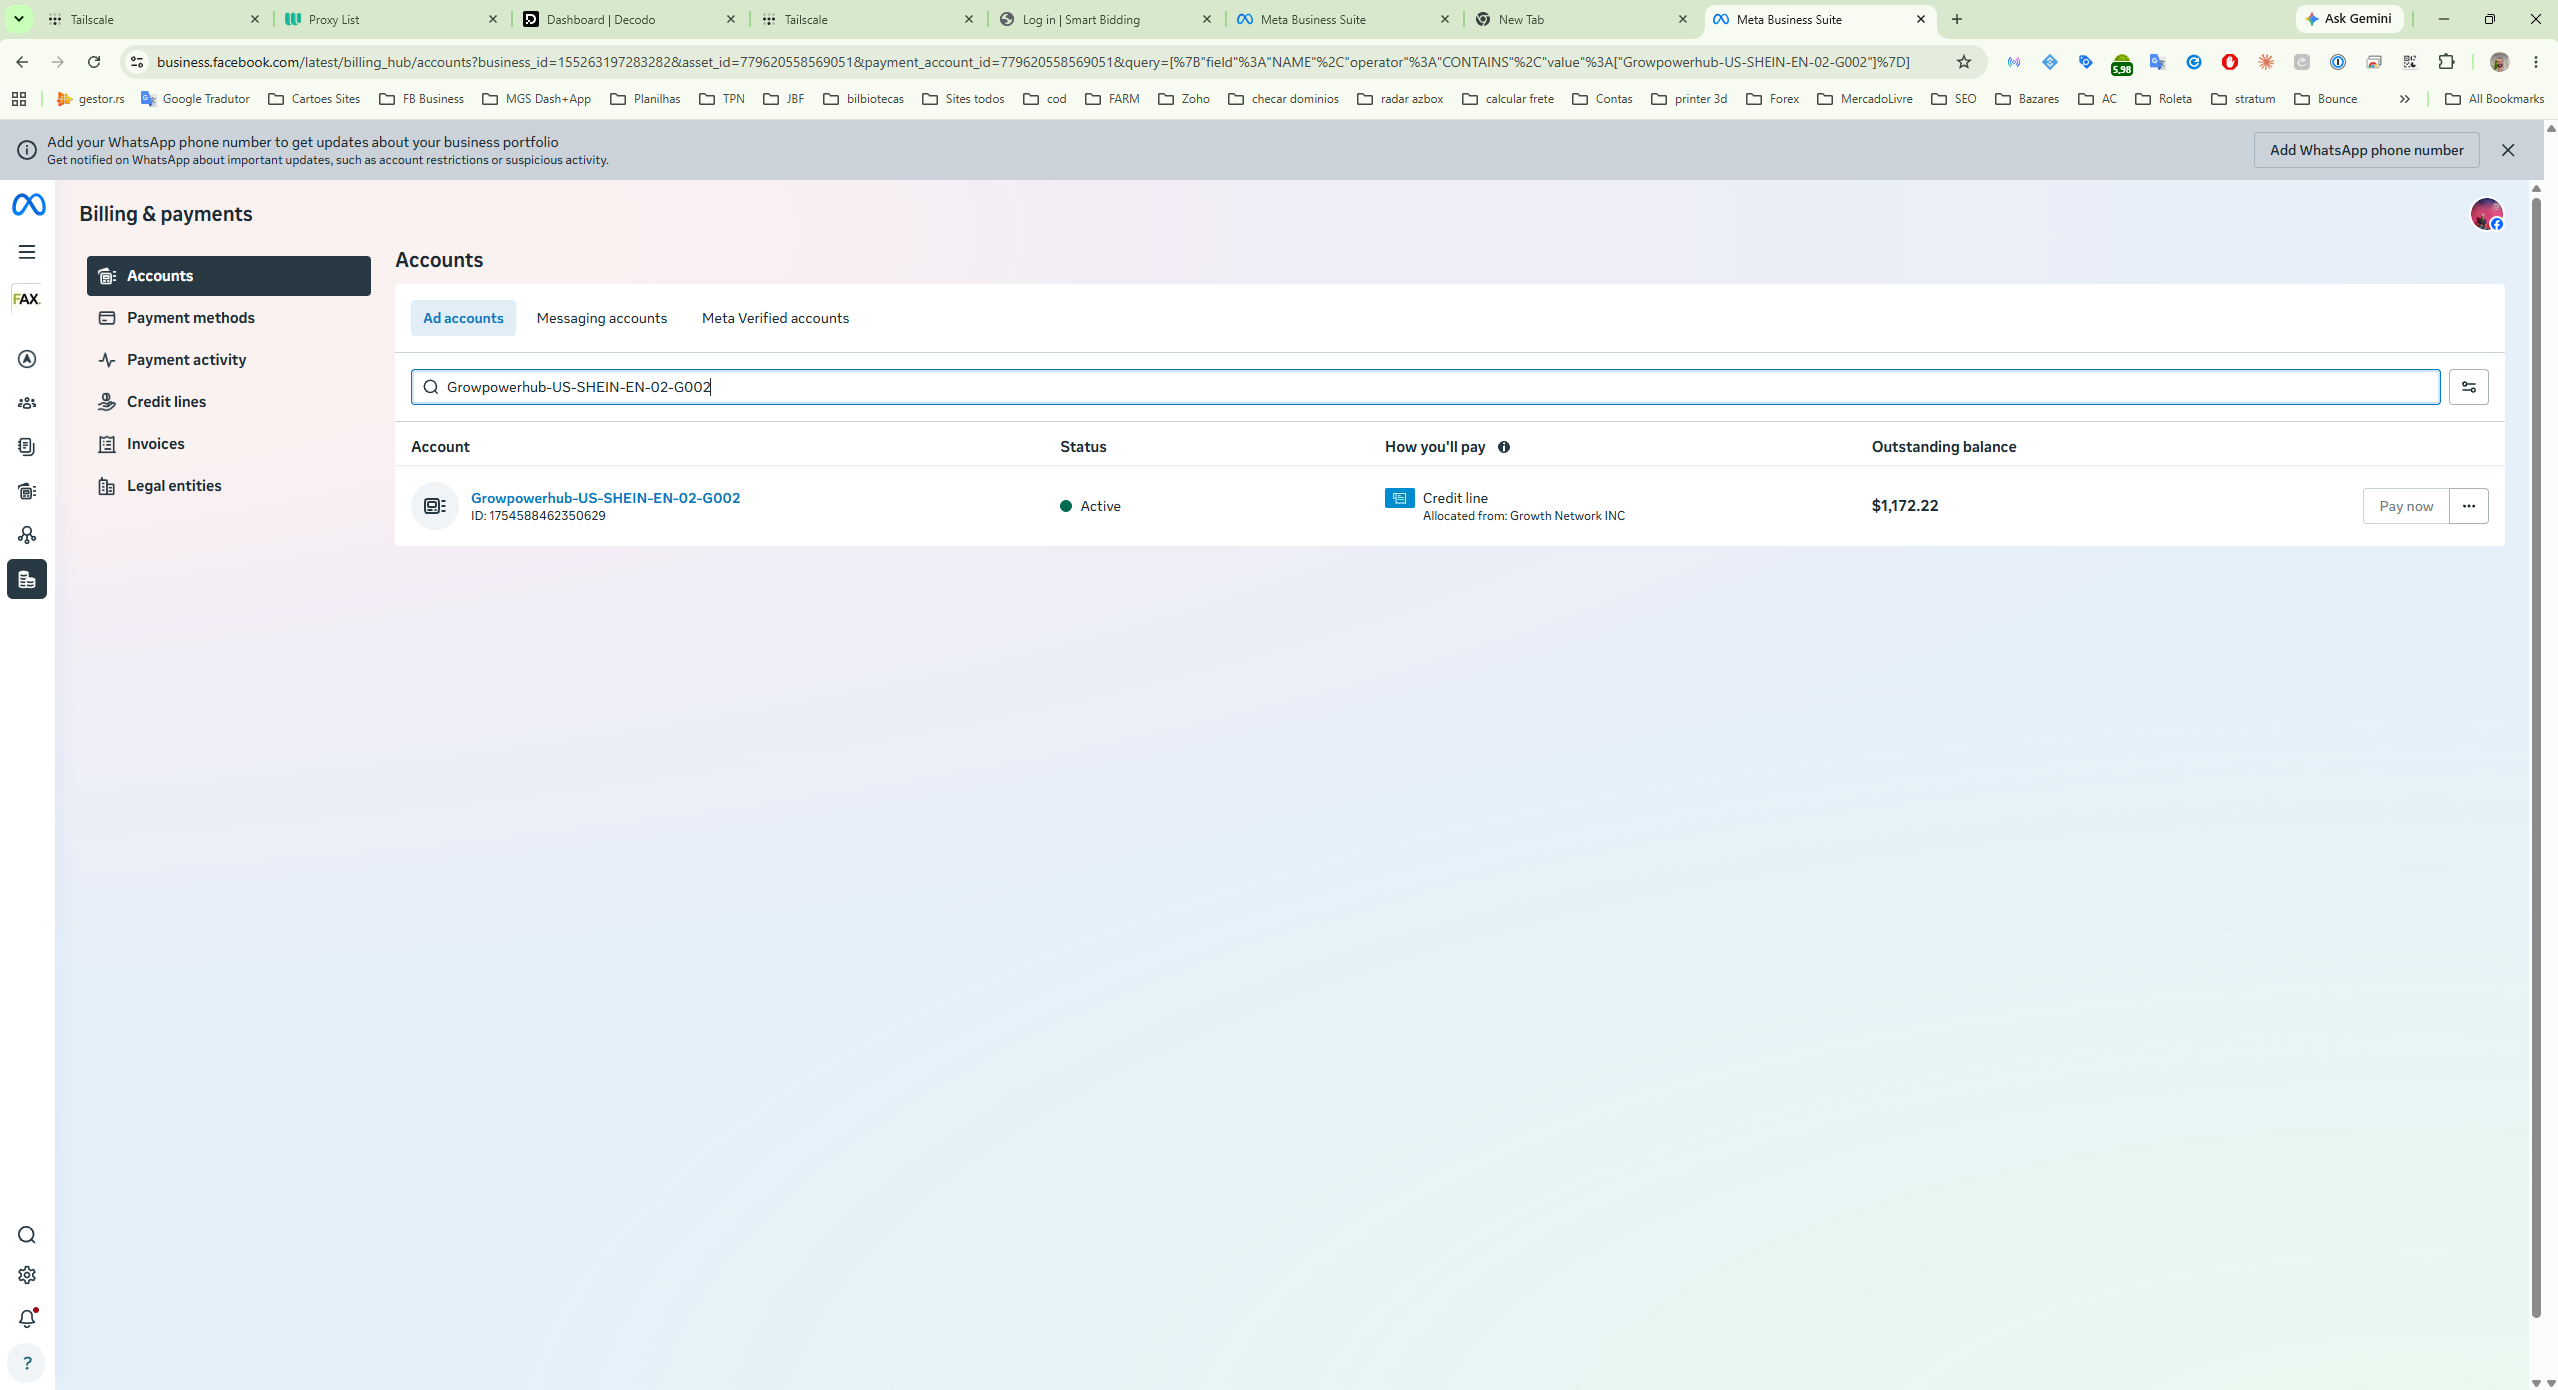 Tailscale
Proxy List
Dashboard | Decodo
Tailscale
Log in | Smart Bidding
Meta Business Suite
New Tab
Meta Business Suite
Ask Gemini
business.facebook.com/latest/billing_hub/accounts?business_id=155263197283282&asset_id=779620558569051&payment_account_id=779620558569051&query=[%7B"field"%3A"NAME"%2C"operator"%3A"CONTAINS"%2C"value"%3A["Growpowerhub-US-SHEIN-EN-02-G002"]%7D]
5,98
gestor.rs
Google Tradutor
Cartoes Sites
FB Business
MGS Dash+App
Planilhas
TPN
JBF
bilbiotecas
Sites todos
cod
FARM
Zoho
checar dominios
radar azbox
calcular frete
Contas
printer 3d
Forex
MercadoLivre
SEO
Bazares
AC
Roleta
stratum
Bounce
All Bookmarks
Add your WhatsApp phone number to get updates about your business portfolio
Get notified on WhatsApp about important updates, such as account restrictions or suspicious activity.
Add WhatsApp phone number
Billing & payments
FAX.
Accounts
Payment methods
Payment activity
Credit lines
Invoices
Legal entities
Accounts
Ad accounts
Messaging accounts
Meta Verified accounts
Growpowerhub-US-SHEIN-EN-02-G002
Account
Status
How you'll pay
Outstanding balance
Growpowerhub-US-SHEIN-EN-02-G002
ID: 1754588462350629
Active
Credit line
Allocated from: Growth Network INC
$1,172.22
Pay now
?